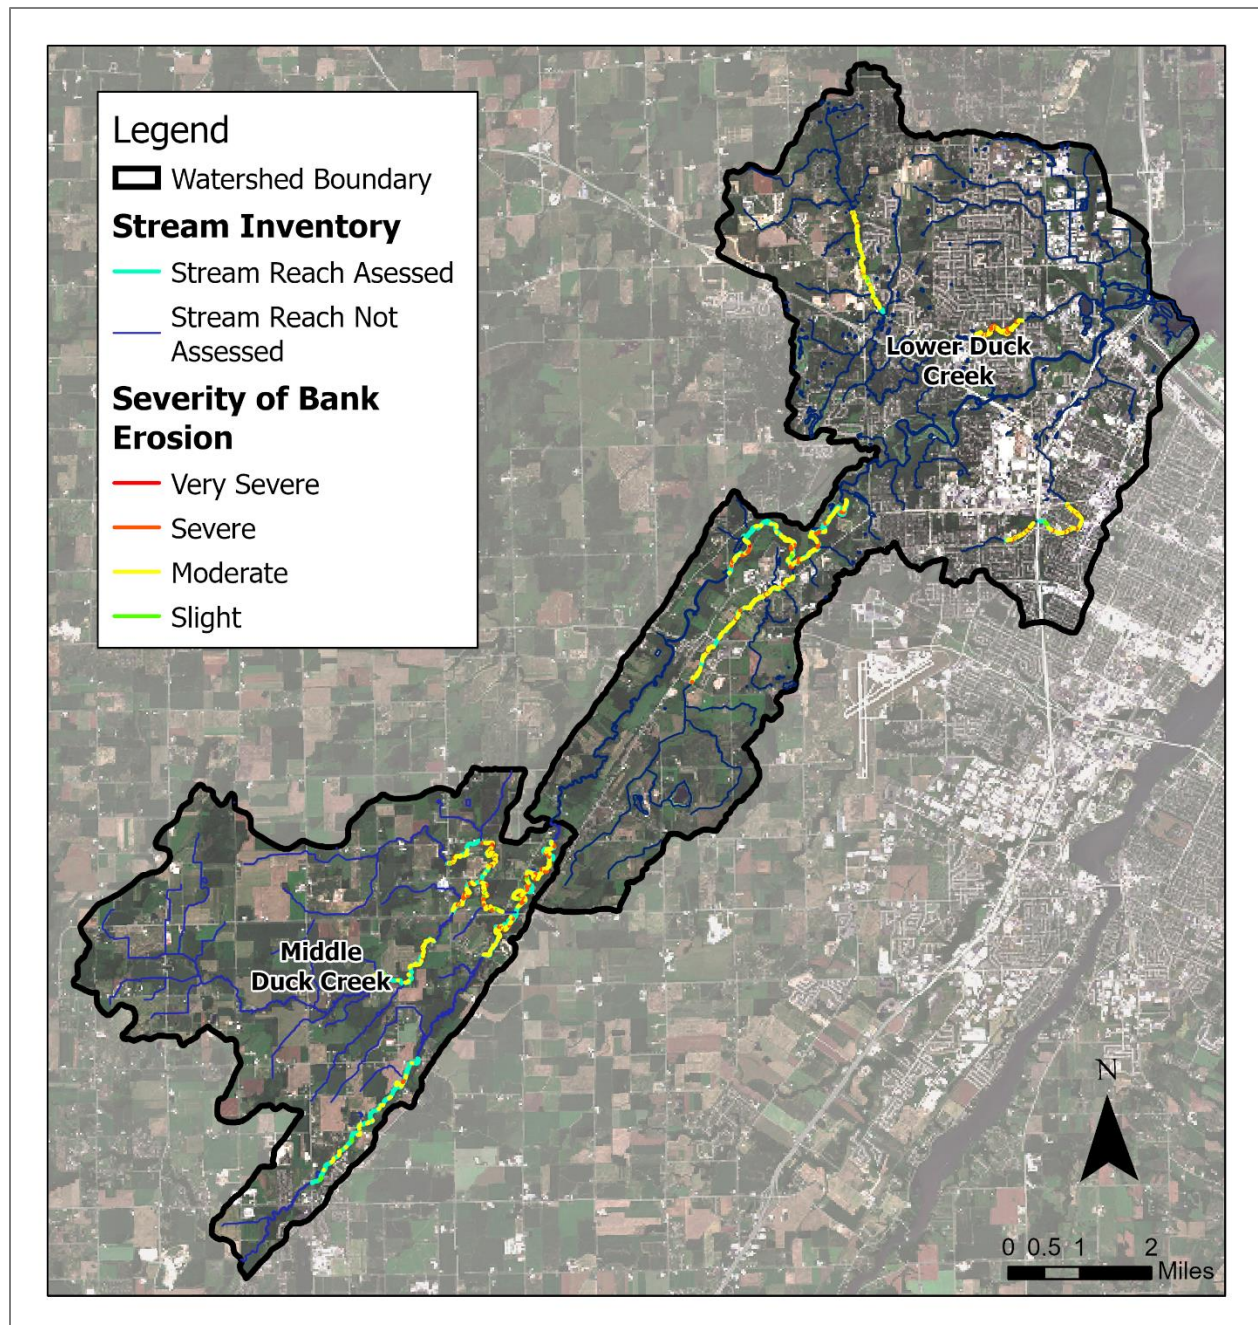 Legend
Watershed Boundary
Stream Inventory
Stream Reach Asessed
Stream Reach Not
Assessed
Severity of Bank
Erosion
Very Severe
Severe
Moderate
Slight
Lower Duck
Creek
Middle
Duck Creek
N
0 0.5 1 2
Miles